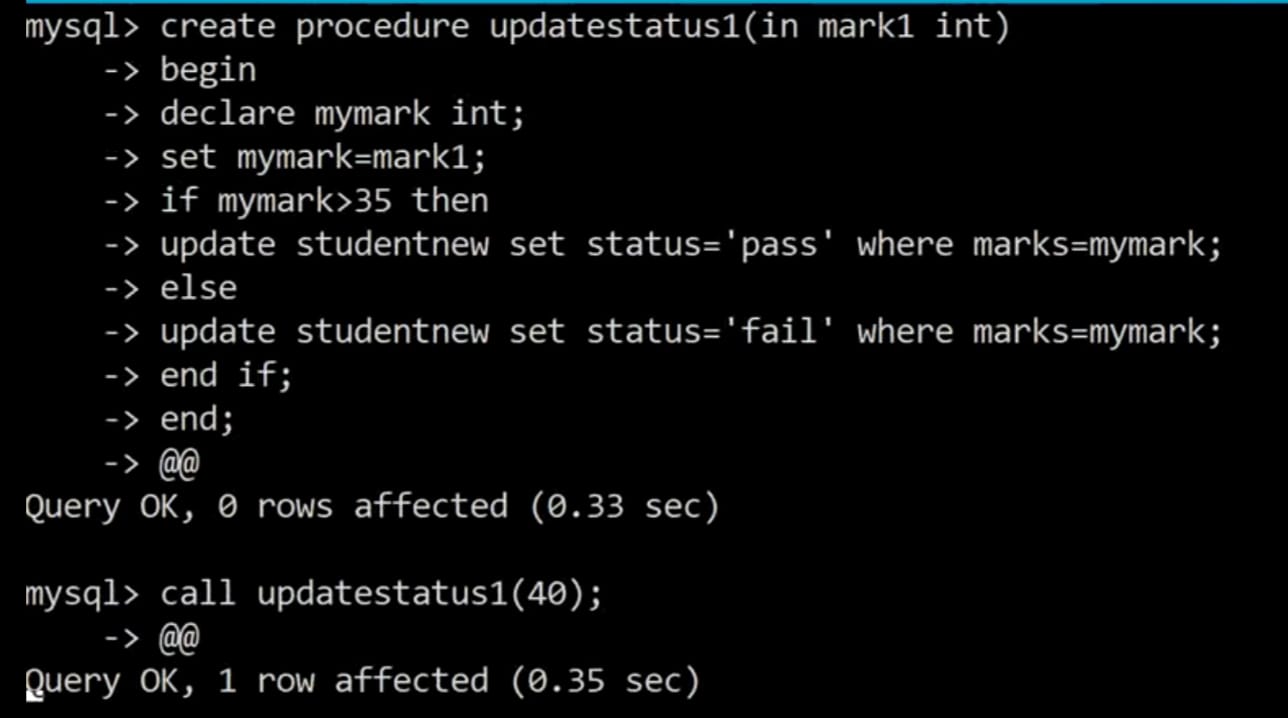 mysql> create procedure updatestatus1(in mark1 int)
-> begin
-> declare mymark int;
-> set mymark=mark1;
-> if mymark>35 then
-> update studentnew set status='pass' where marks=mymark;
-> else
-> update studentnew set status='fail' where marks=mymark;
-> end if;
-> end;
-> @@
Query OK, 0 rows affected (0.33 sec)
mysql> call updatestatus1(40);
-> @@
Query OK, 1 row affected (0.35 sec)